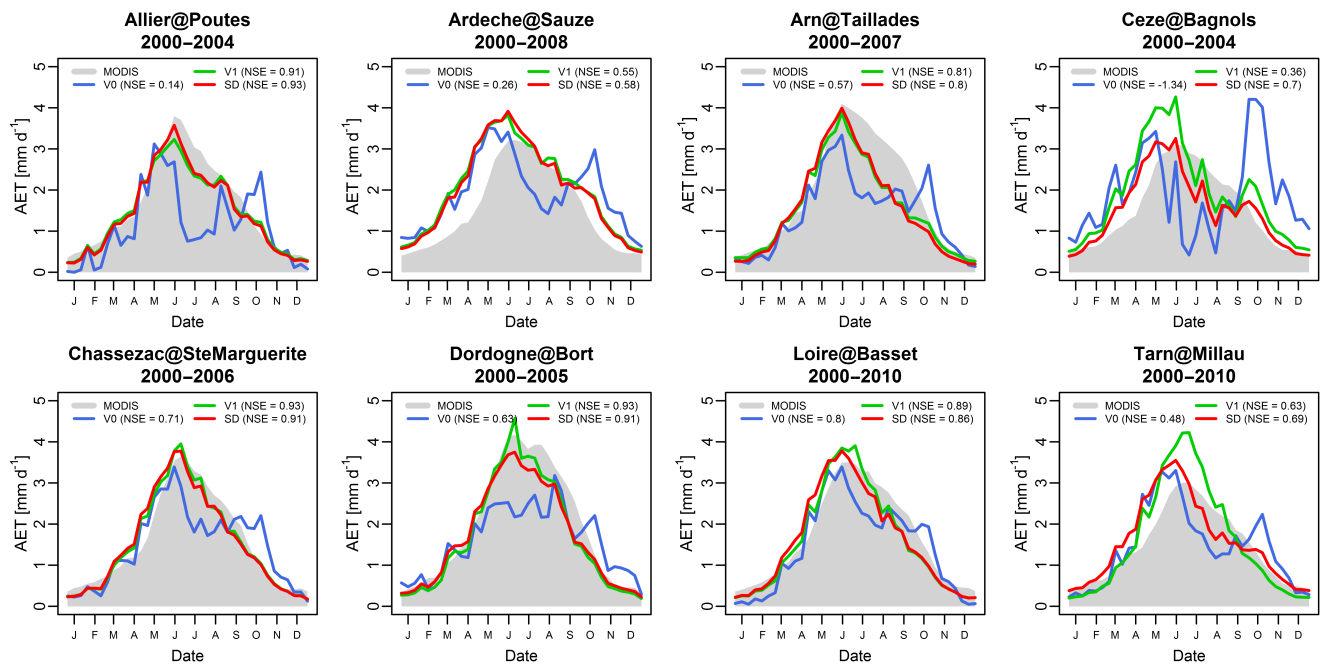 Allier@Poutes
2000−2004
AET [mm d-1]
5
4
3
2
1
0
MODIS
V0 (NSE = 0.14)
V1 (NSE = 0.91)
SD (NSE = 0.93)
J F M A M J J A S O N D
Date
Ardeche@Sauze
2000−2008
AET [mm d-1]
5
4
3
2
1
0
MODIS
V0 (NSE = 0.26)
V1 (NSE = 0.55)
SD (NSE = 0.58)
J F M A M J J A S O N D
Date
Arn@Taillades
2000−2007
AET [mm d-1]
5
4
3
2
1
0
MODIS
V0 (NSE = 0.57)
V1 (NSE = 0.81)
SD (NSE = 0.8)
J F M A M J J A S O N D
Date
Ceze@Bagnols
2000−2004
AET [mm d-1]
5
4
3
2
1
0
MODIS
V0 (NSE = -1.34)
V1 (NSE = 0.36)
SD (NSE = 0.7)
J F M A M J J A S O N D
Date
Chassezac@SteMarguerite
2000−2006
AET [mm d-1]
5
4
3
2
1
0
MODIS
V0 (NSE = 0.71)
V1 (NSE = 0.93)
SD (NSE = 0.91)
J F M A M J J A S O N D
Date
Dordogne@Bort
2000−2005
AET [mm d-1]
5
4
3
2
1
0
MODIS
V0 (NSE = 0.63)
V1 (NSE = 0.93)
SD (NSE = 0.91)
J F M A M J J A S O N D
Date
Loire@Basset
2000−2010
AET [mm d-1]
5
4
3
2
1
0
MODIS
V0 (NSE = 0.8)
V1 (NSE = 0.89)
SD (NSE = 0.86)
J F M A M J J A S O N D
Date
Tarn@Millau
2000−2010
AET [mm d-1]
5
4
3
2
1
0
MODIS
V0 (NSE = 0.48)
V1 (NSE = 0.63)
SD (NSE = 0.69)
J F M A M J J A S O N D
Date